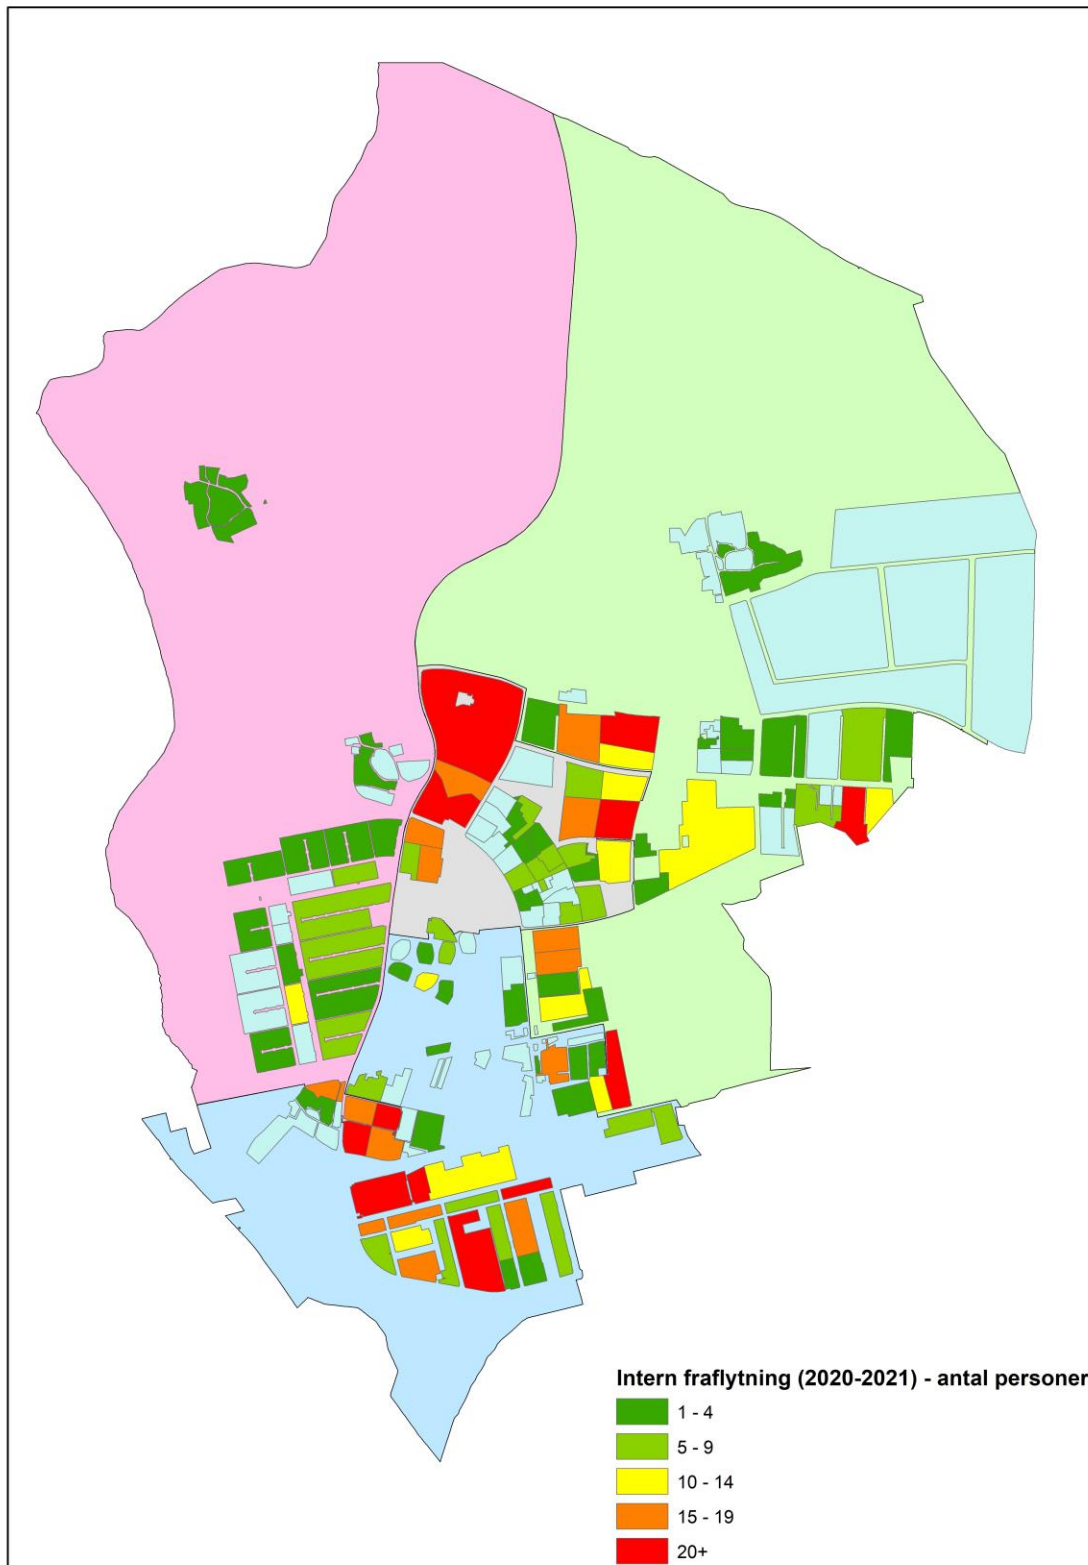 Intern fraflytning (2020-2021) - antal personer
1 - 4
5 - 9
10 - 14
15 - 19
20+